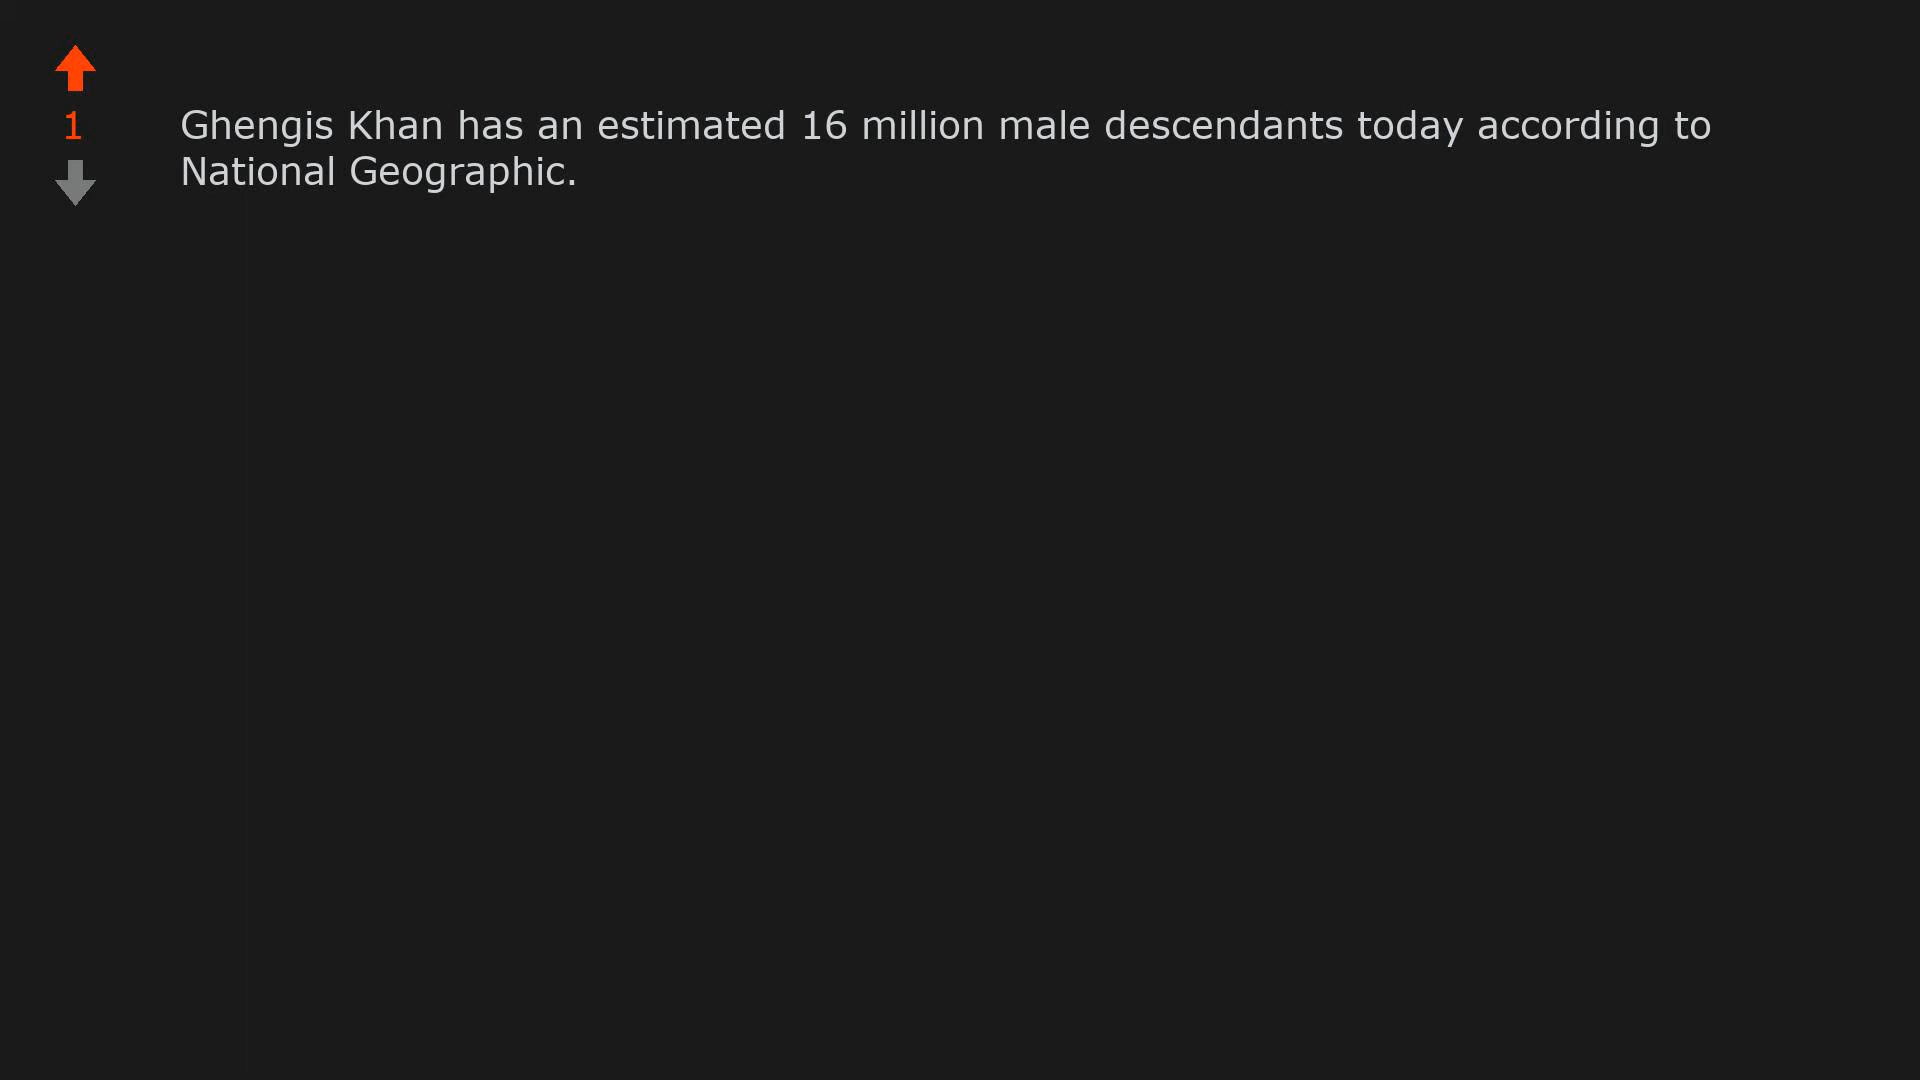 1
Ghengis Khan has an estimated 16 million male descendants today according to
National Geographic.